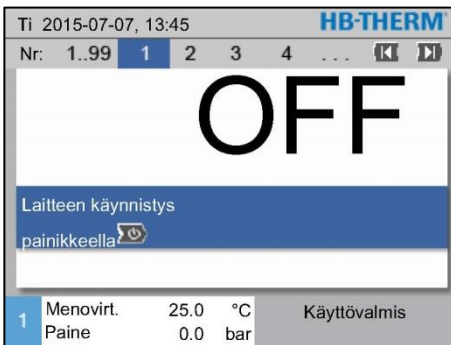 Ti 2015-07-07, 13:45 HB-THERM
Nr: 1..99 1 2 3 4 ...
OFF
Laitteen käynnistys
painikkeella
1 Menovirt. 25.0 °C Käyttövalmis
Paine 0.0 bar